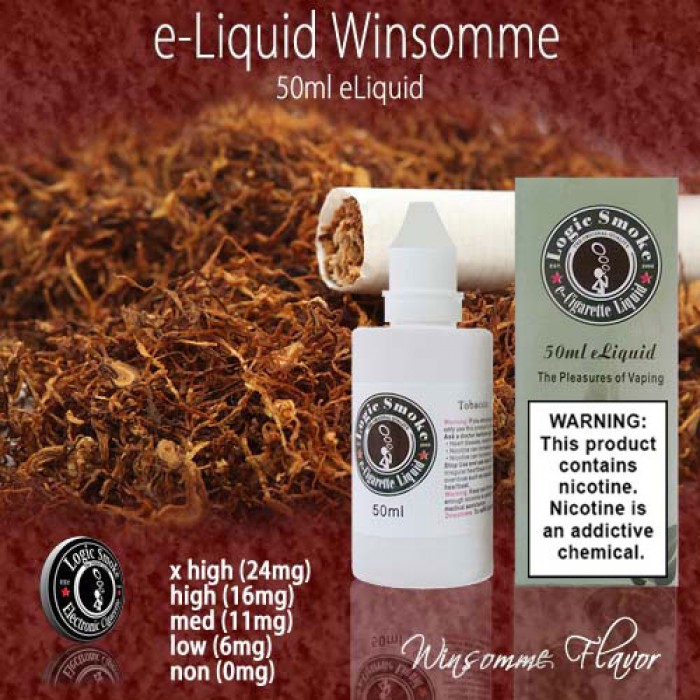 e-Liquid Winsomme
50ml eLiquid
Logic Smoke
e-Cigarette Liquid
50ml eLiquid
The Pleasures of Vaping
WARNING:
This product
contains
nicotine.
Nicotine is
an addictive
chemical.
Tobacco
Logic Smoke
e-Cigarette Liquid
50ml
Logic Smoke
Electronic Cigarettes
x high (24mg)
high (16mg)
med (11mg)
low (6mg)
non (0mg)
Winsomme Flavor